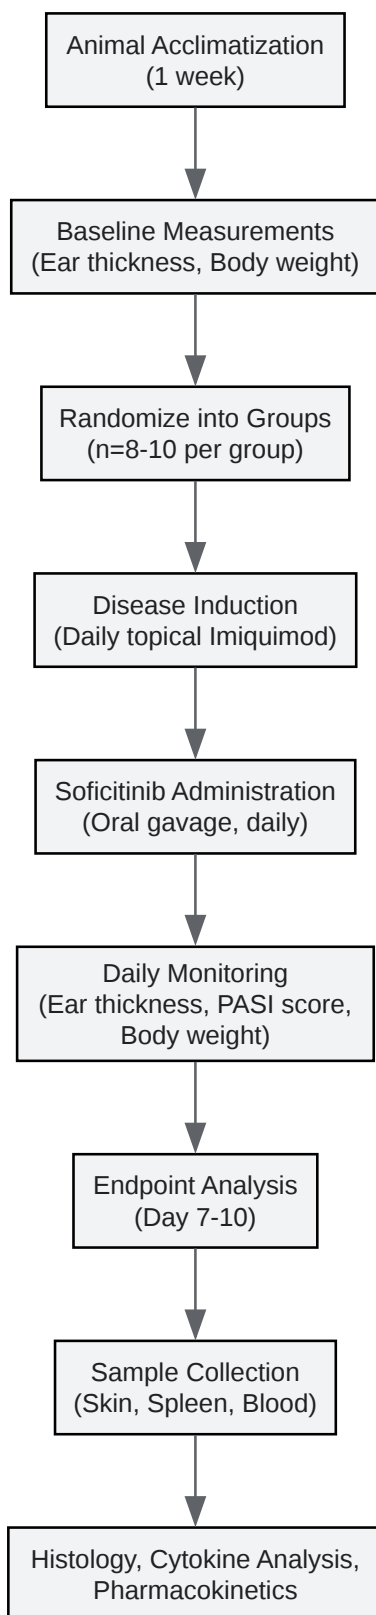 Animal Acclimatization
(1 week)
Baseline Measurements
(Ear thickness, Body weight)
Randomize into Groups
(n=8-10 per group)
Disease Induction
(Daily topical Imiquimod)
Soficitinib Administration
(Oral gavage, daily)
Daily Monitoring
(Ear thickness, PASI score,
Body weight)
Endpoint Analysis
(Day 7-10)
Sample Collection
(Skin, Spleen, Blood)
Histology, Cytokine Analysis,
Pharmacokinetics